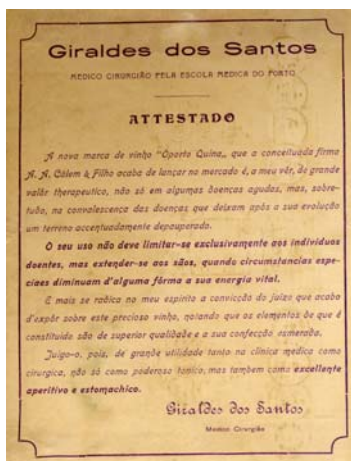 Giraldes dos Santos
MEDICO CIRURGIÃO PELA ESCOLA MEDICA DO PORTO
ATTESTADO
A nova marca de vinho "Oporto Quina„ que a conceituada firma
A. A. Cálem & Filho acaba de lançar no mercado é, a meu vêr, de grande
valôr therapeutico, não só em algumas doenças agudas, mas, sobre-
tudo, na convalescença das doenças que deixam após a sua evolução
um terreno accentuadamente depauperado.
O seu uso não deve limitar-se exclusivamente aos individuos
doentes, mas extender-se aos sãos, quando circumstancias espe-
ciaes diminuam d'alguma fórma a sua energia vital.
E mais se radica no meu espirito a convicção do juizo que acabo
d'expôr sobre este precioso vinho, notando que os elementos de que é
constituido são de superior qualidade e a sua confecção esmerada.
Julgo-o, pois, de grande utilidade tanto na clinica medica como
cirurgica, não só como poderoso tonico, mas tambem como excellente
aperitivo e estomachico.
Giraldes dos Santos
Medico Cirurgião